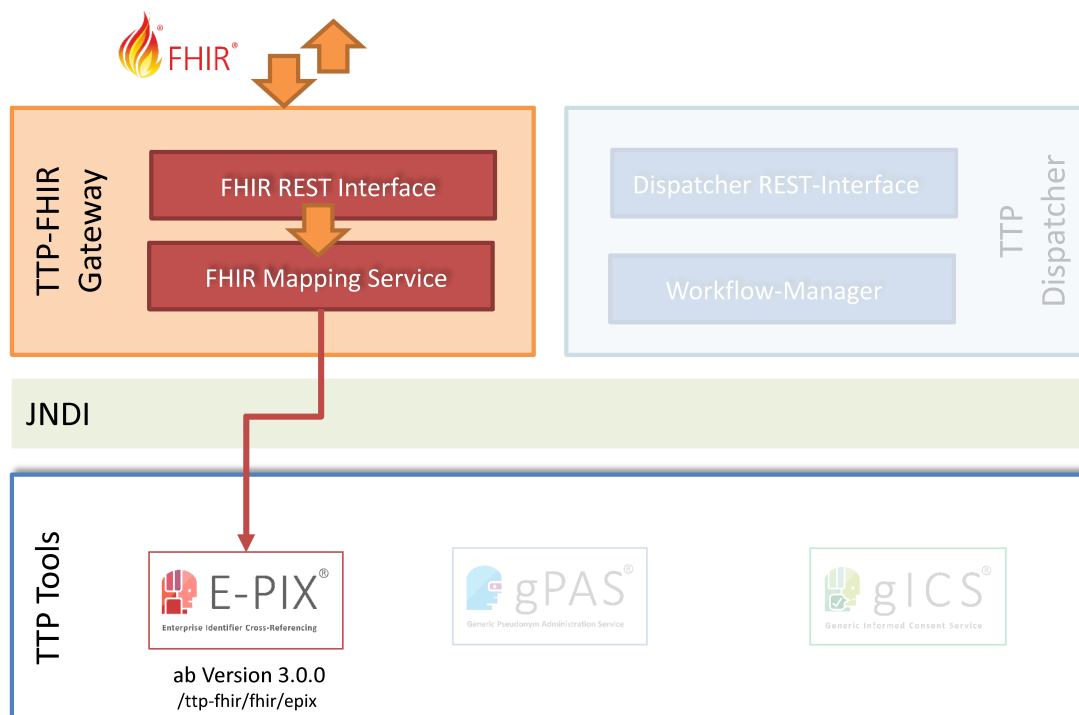 FHIR®
TTP-FHIR
Gateway
FHIR REST Interface
FHIR Mapping Service
Dispatcher REST-Interface
Workflow-Manager
TTP
Dispatcher
JNDI
TTP Tools
E-PIX®
Enterprise Identifier Cross-Referencing
ab Version 3.0.0
/ttp-fhir/fhir/epix
gPAS®
Generic Pseudonym Administration Service
gICS®
Generic Informed Consent Service